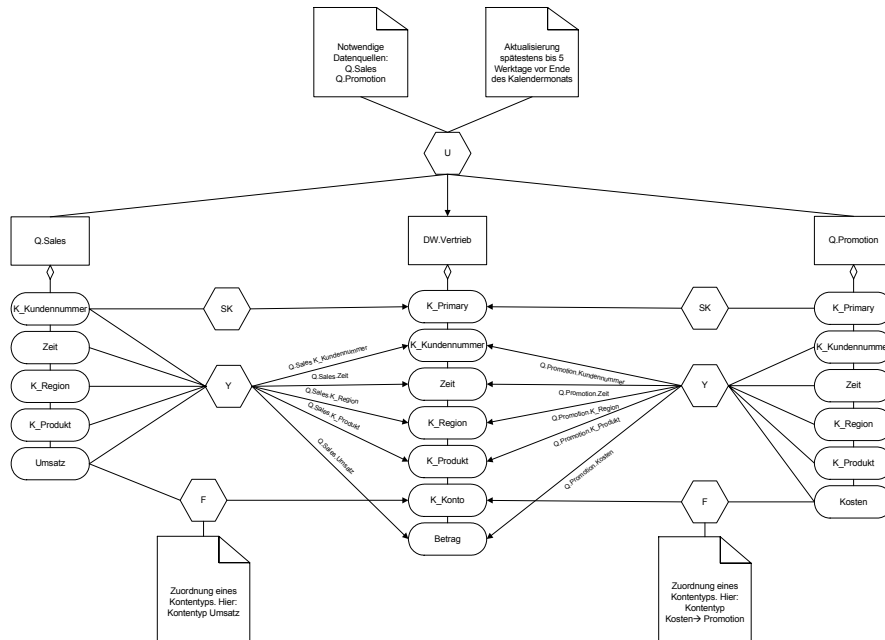 Notwendige
Datenquellen:
Q.Sales
Q.Promotion
Aktualisierung
spätestens bis 5
Werktage vor Ende
des Kalendermonats
U
Q.Sales
DW.Vertrieb
Q.Promotion
K_Kundennummer
Zeit
K_Region
K_Produkt
Umsatz
SK
Y
F
Q.Sales.K_Kundennummer
Q.Sales.Zeit
Q.Sales.K_Region
Q.Sales.K_Produkt
Q.Sales.Umsatz
K_Primary
K_Kundennummer
Zeit
K_Region
K_Produkt
K_Konto
Betrag
Q.Promotion.Kundennummer
Q.Promotion.Zeit
Q.Promotion.K_Region
Q.Promotion.K_Produkt
Q.Promotion.Kosten
SK
Y
F
K_Primary
K_Kundennummer
Zeit
K_Region
K_Produkt
Kosten
Zuordnung eines
Kontentyps. Hier:
Kontentyp Umsatz
Zuordnung eines
Kontentyps. Hier:
Kontentyp
Kosten→ Promotion